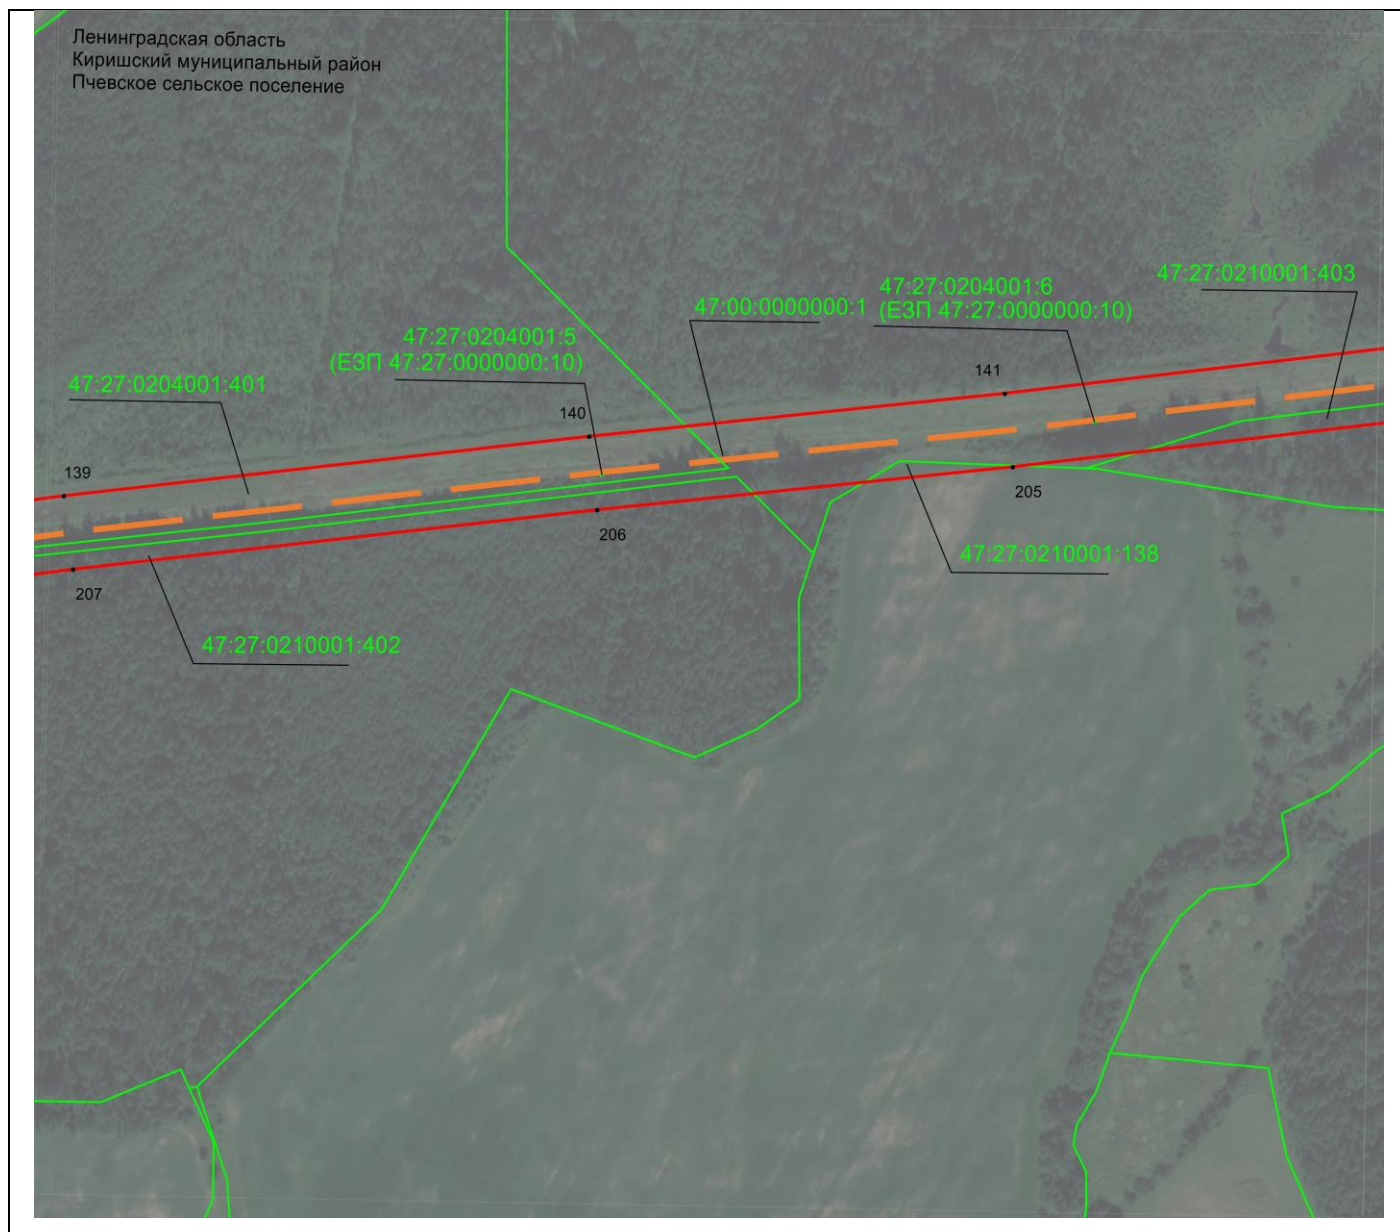 Ленинградская область
Киришский муниципальный район
Пчевское сельское поселение
47:27:0210001:403
47:27:0204001:6
(ЕЗП 47:27:0000000:10)
47:00:0000000:1
47:27:0204001:5
(ЕЗП 47:27:0000000:10)
47:27:0204001:401
141
140
139
205
206
47:27:0210001:138
207
47:27:0210001:402